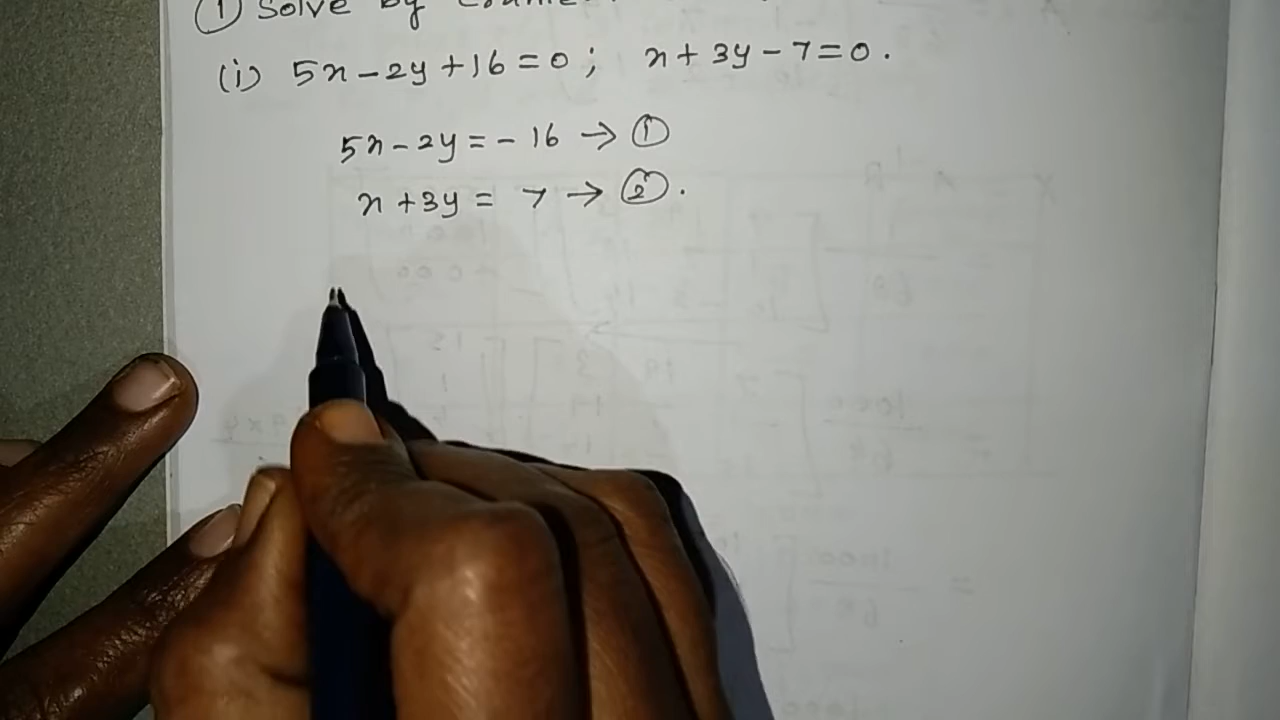 ① Solve by
(i) 5x - 2y + 16 = 0 ; x + 3y - 7 = 0 .
5x - 2y = - 16 → ①
x + 3y = 7 → ② .